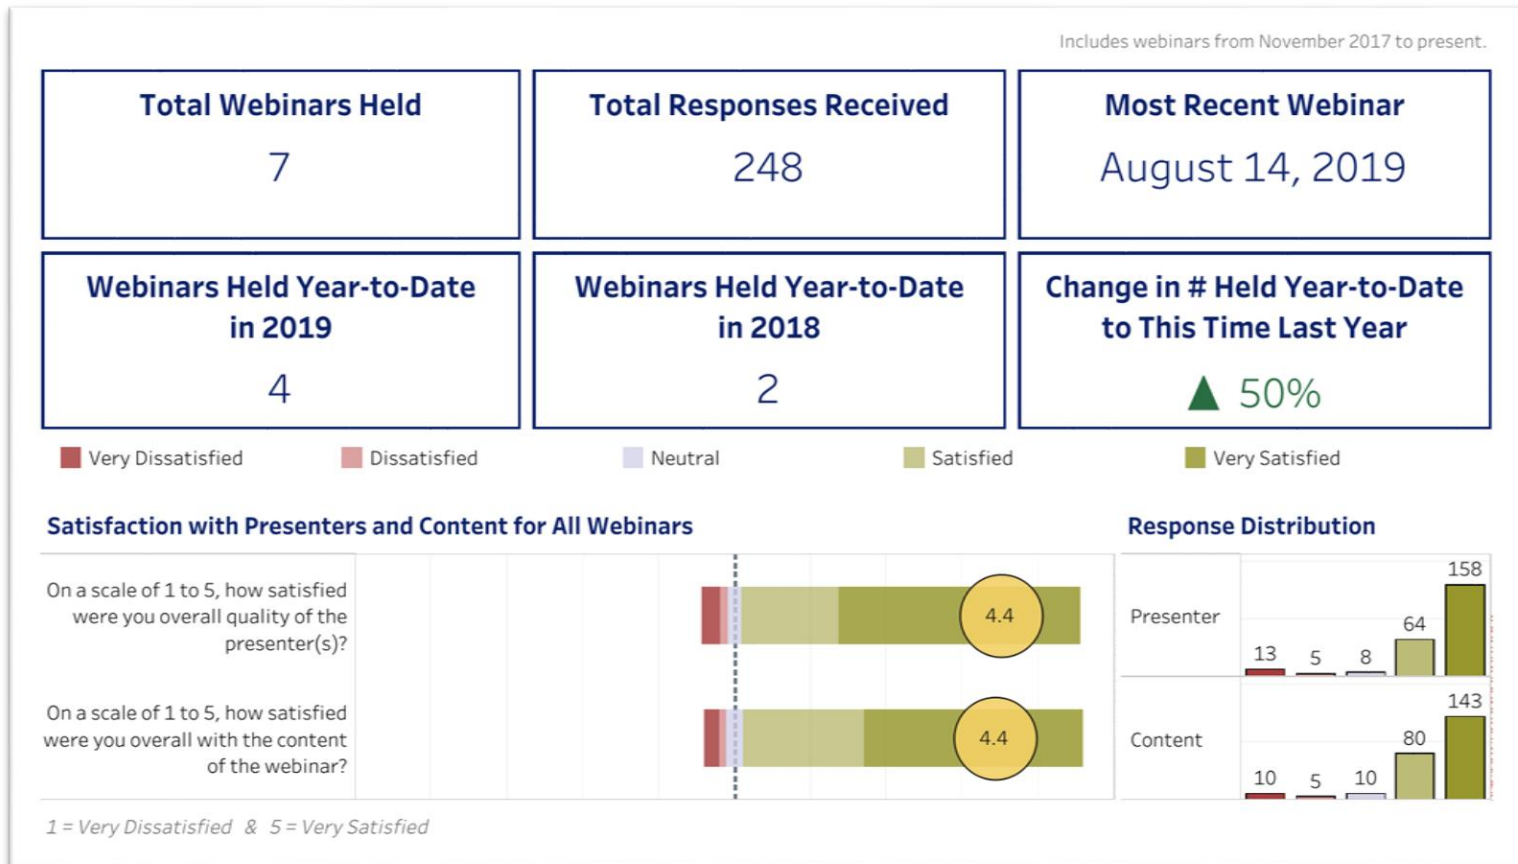 Includes webinars from November 2017 to present.
Total Webinars Held
7
Total Responses Received
248
Most Recent Webinar
August 14, 2019
Webinars Held Year-to-Date
in 2019
4
Webinars Held Year-to-Date
in 2018
2
Change in # Held Year-to-Date
to This Time Last Year
▲ 50%
Very Dissatisfied
Dissatisfied
Neutral
Satisfied
Very Satisfied
Satisfaction with Presenters and Content for All Webinars
On a scale of 1 to 5, how satisfied
were you overall quality of the
presenter(s)?
4.4
On a scale of 1 to 5, how satisfied
were you overall with the content
of the webinar?
4.4
Response Distribution
Presenter
13
5
8
64
158
Content
10
5
10
80
143
1 = Very Dissatisfied & 5 = Very Satisfied